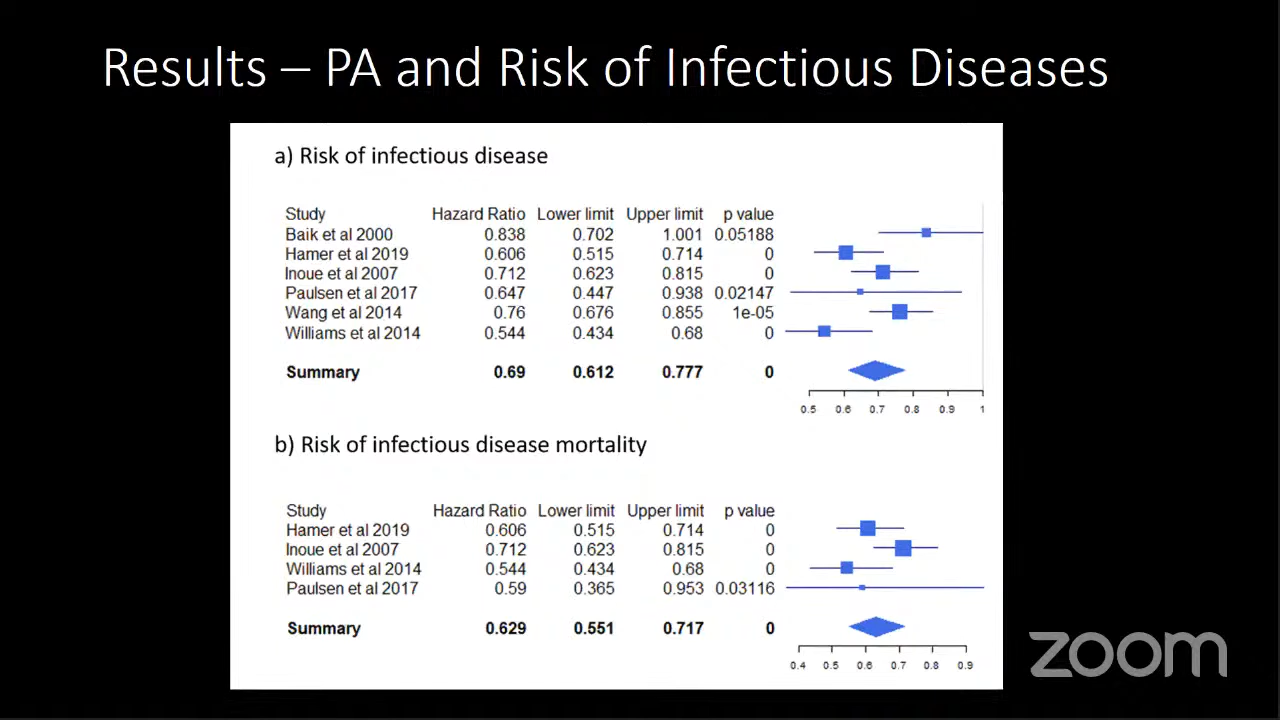 Results – PA and Risk of Infectious Diseases
a) Risk of infectious disease
Study Hazard Ratio Lower limit Upper limit p value
Baik et al 2000 0.838 0.702 1.001 0.05188
Hamer et al 2019 0.606 0.515 0.714 0
Inoue et al 2007 0.712 0.623 0.815 0
Paulsen et al 2017 0.647 0.447 0.938 0.02147
Wang et al 2014 0.76 0.676 0.855 1e-05
Williams et al 2014 0.544 0.434 0.68 0
Summary 0.69 0.612 0.777 0
0.5 0.6 0.7 0.8 0.9 1
b) Risk of infectious disease mortality
Study Hazard Ratio Lower limit Upper limit p value
Hamer et al 2019 0.606 0.515 0.714 0
Inoue et al 2007 0.712 0.623 0.815 0
Williams et al 2014 0.544 0.434 0.68 0
Paulsen et al 2017 0.59 0.365 0.953 0.03116
Summary 0.629 0.551 0.717 0
0.4 0.5 0.6 0.7 0.8 0.9
zoom